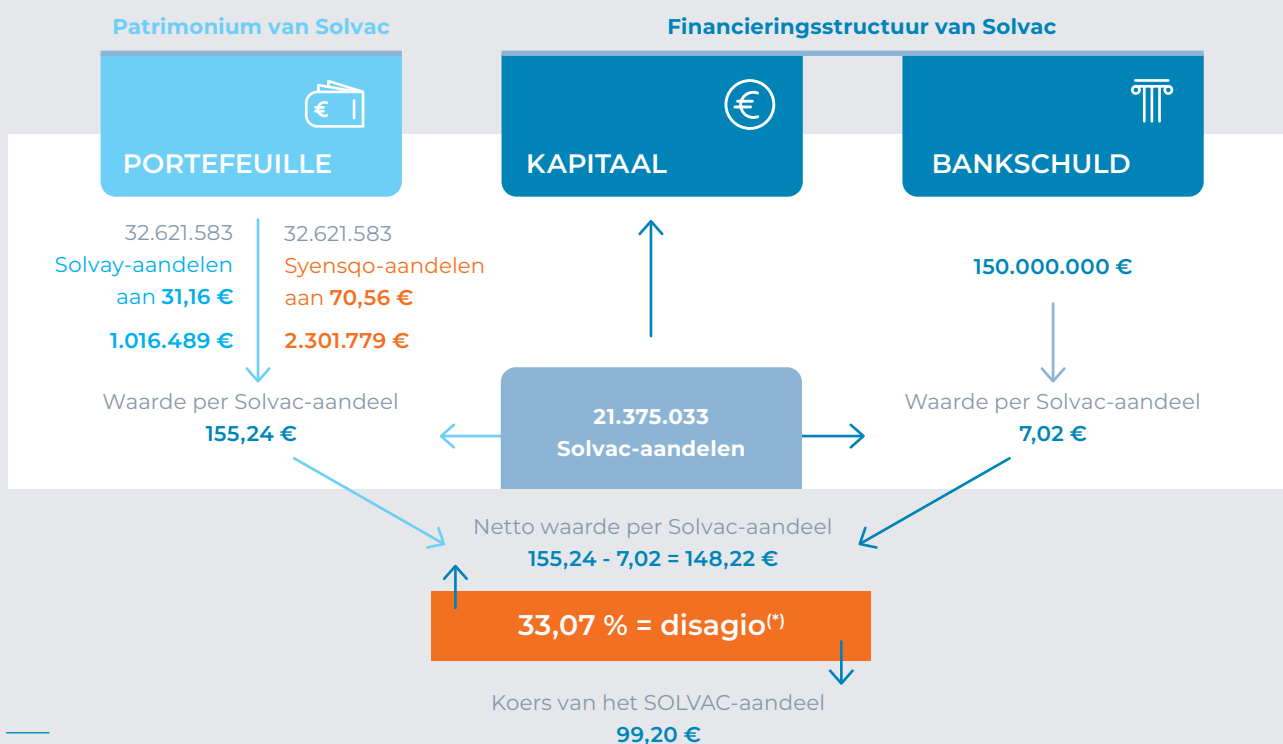 Patrimonium van Solvac
Financieringsstructuur van Solvac
€
PORTEFEUILLE
€
KAPITAAL
BANKSCHULD
32.621.583
Solvay-aandelen
aan 31,16 €
1.016.489 €
32.621.583
Syensqo-aandelen
aan 70,56 €
2.301.779 €
150.000.000 €
Waarde per Solvac-aandeel
155,24 €
21.375.033
Solvac-aandelen
Waarde per Solvac-aandeel
7,02 €
Netto waarde per Solvac-aandeel
155,24 - 7,02 = 148,22 €
33,07 % = disagio(*)
Koers van het SOLVAC-aandeel
99,20 €